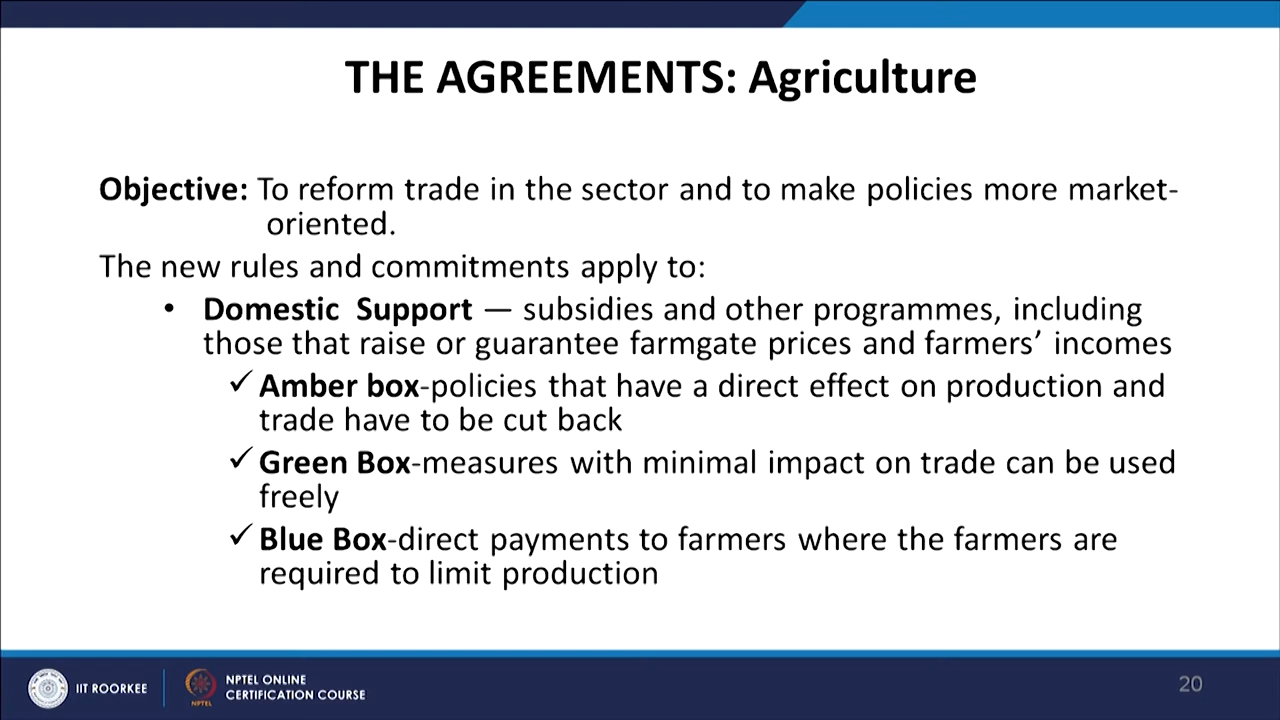 THE AGREEMENTS: Agriculture
Objective: To reform trade in the sector and to make policies more market-
oriented.
The new rules and commitments apply to:
• Domestic Support — subsidies and other programmes, including
those that raise or guarantee farmgate prices and farmers’ incomes
✓ Amber box-policies that have a direct effect on production and
trade have to be cut back
✓ Green Box-measures with minimal impact on trade can be used
freely
✓ Blue Box-direct payments to farmers where the farmers are
required to limit production
IIT ROORKEE
NPTEL
NPTEL ONLINE
CERTIFICATION COURSE
20